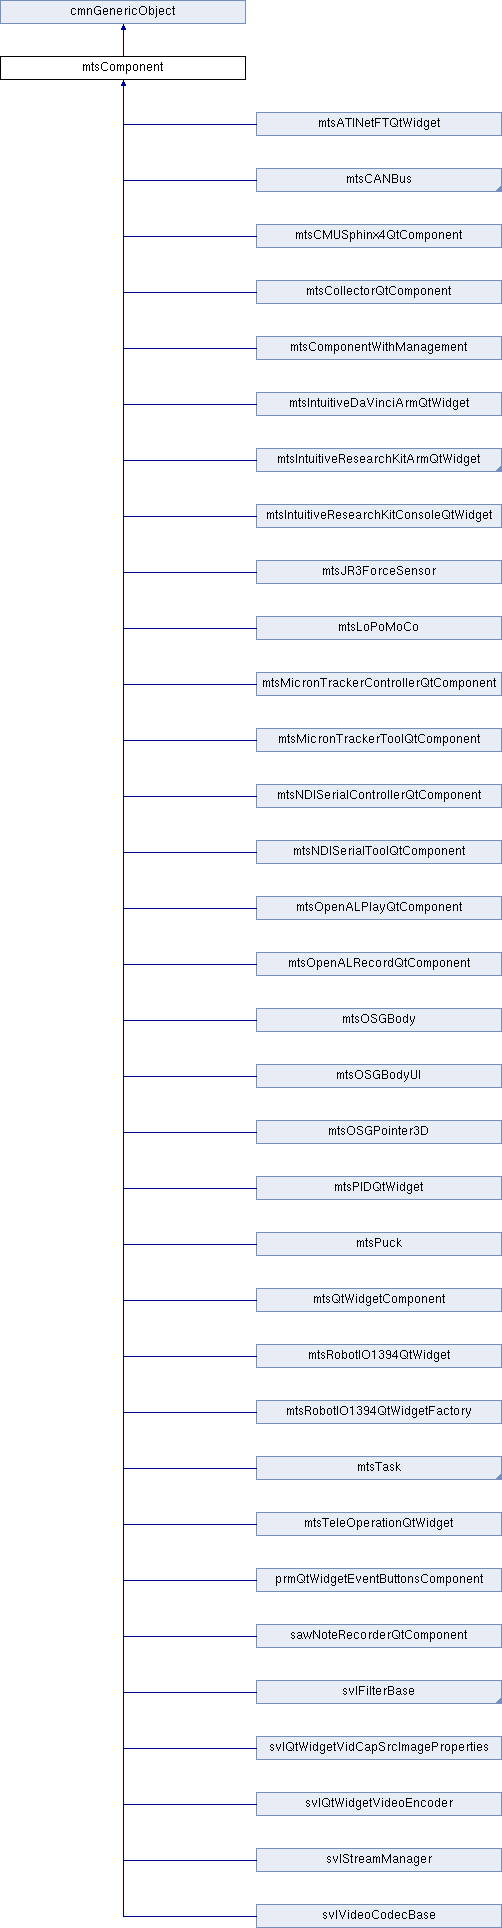 cmnGenericObject
mtsComponent
mtsATINetFTQtWidget
mtsCANBus
mtsCMUSphinx4QtComponent
mtsCollectorQtComponent
mtsComponentWithManagement
mtsIntuitiveDaVinciArmQtWidget
mtsIntuitiveResearchKitArmQtWidget
mtsIntuitiveResearchKitConsoleQtWidget
mtsJR3ForceSensor
mtsLoPoMoCo
mtsMicronTrackerControllerQtComponent
mtsMicronTrackerToolQtComponent
mtsNDISerialControllerQtComponent
mtsNDISerialToolQtComponent
mtsOpenALPlayQtComponent
mtsOpenALRecordQtComponent
mtsOSGBody
mtsOSGBodyUI
mtsOSGPointer3D
mtsPIDQtWidget
mtsPuck
mtsQtWidgetComponent
mtsRobotIO1394QtWidget
mtsRobotIO1394QtWidgetFactory
mtsTask
mtsTeleOperationQtWidget
prmQtWidgetEventButtonsComponent
sawNoteRecorderQtComponent
svlFilterBase
svlQtWidgetVidCapSrcImageProperties
svlQtWidgetVideoEncoder
svlStreamManager
svlVideoCodecBase